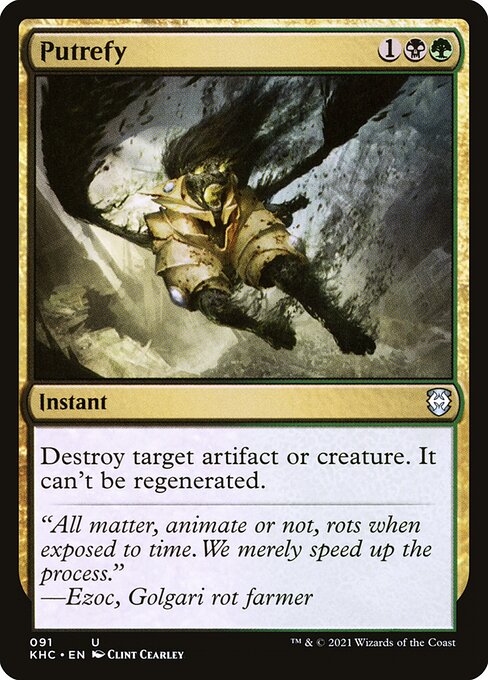 Putrefy 1
Instant
Destroy target artifact or creature. It
can’t be regenerated.
“All matter, animate or not, rots when
exposed to time. We merely speed up the
process.”
—Ezoc, Golgari rot farmer
091 U
KHC • EN Clint Cearley
™ & © 2021 Wizards of the Coast